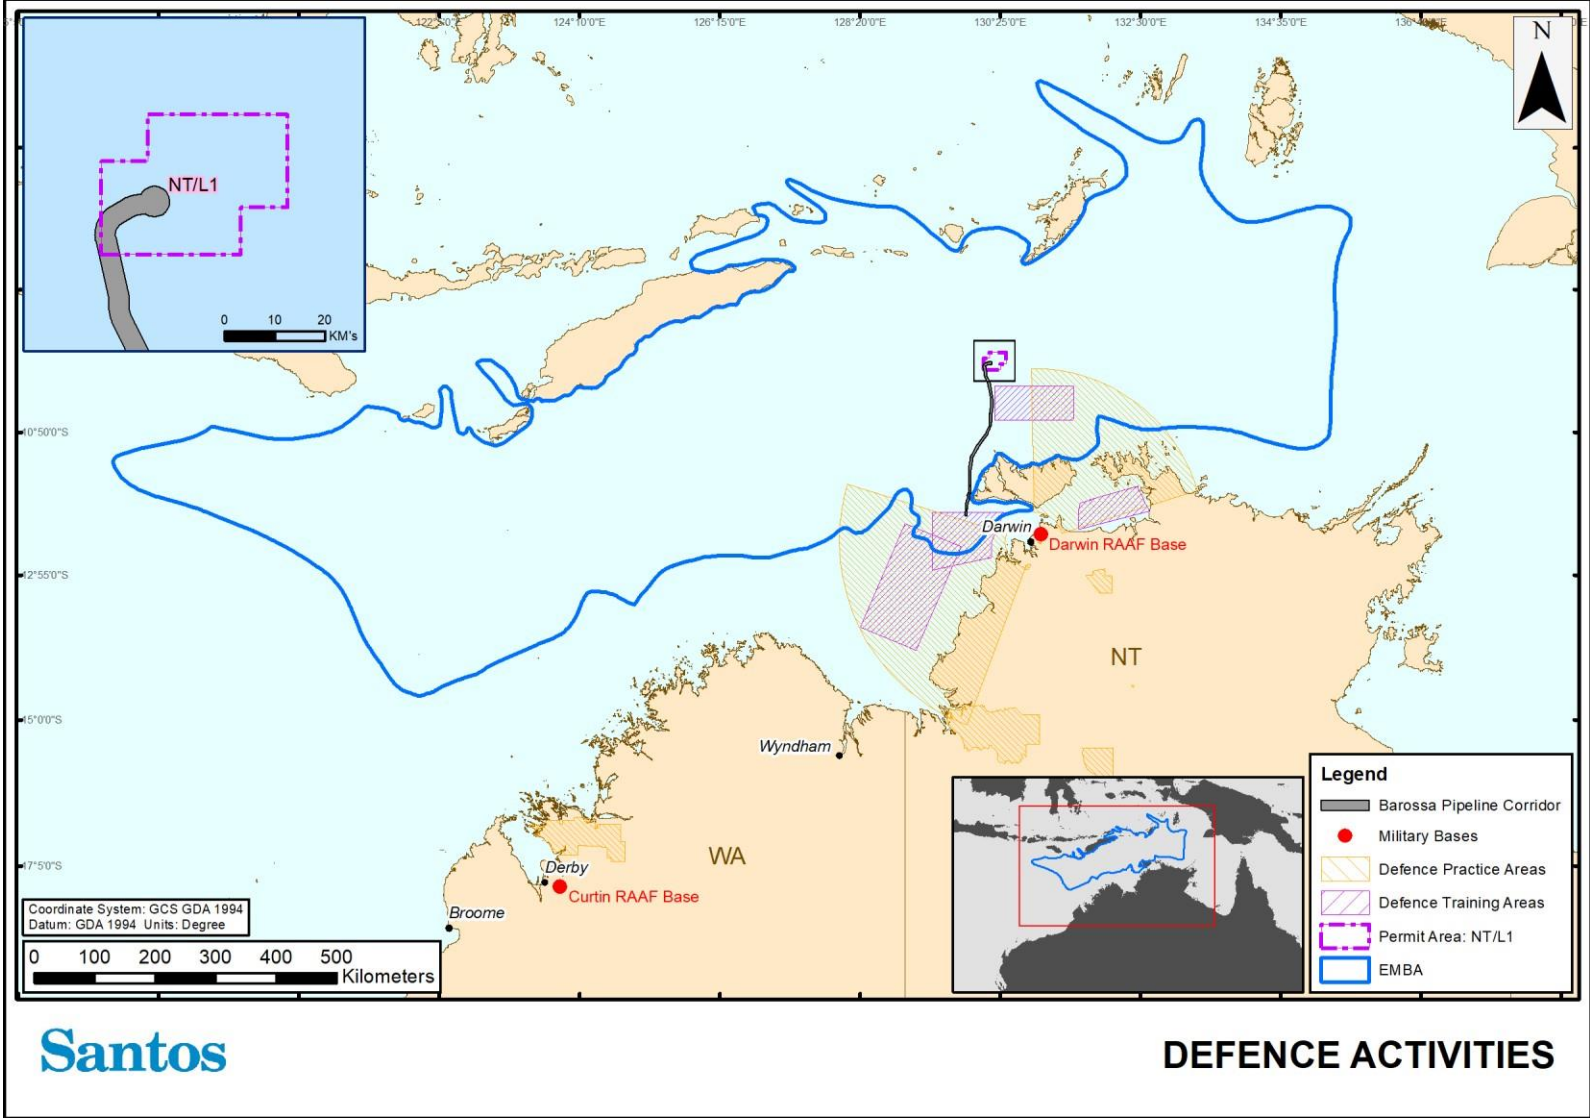 122°5'0"E
124°10'0"E
126°15'0"E
128°20'0"E
130°25'0"E
132°30'0"E
134°35'0"E
N
NT/L1
0 10 20
KM's
10°50'0"S
12°55'0"S
15°0'0"S
17°5'0"S
Darwin
Darwin RAAF Base
NT
Wyndham
WA
Derby
Curtin RAAF Base
Broome
Coordinate System: GCS GDA 1994
Datum: GDA 1994 Units: Degree
0 100 200 300 400 500
Kilometers
Legend
Barossa Pipeline Corridor
Military Bases
Defence Practice Areas
Defence Training Areas
Permit Area: NT/L1
EMBA
Santos
DEFENCE ACTIVITIES